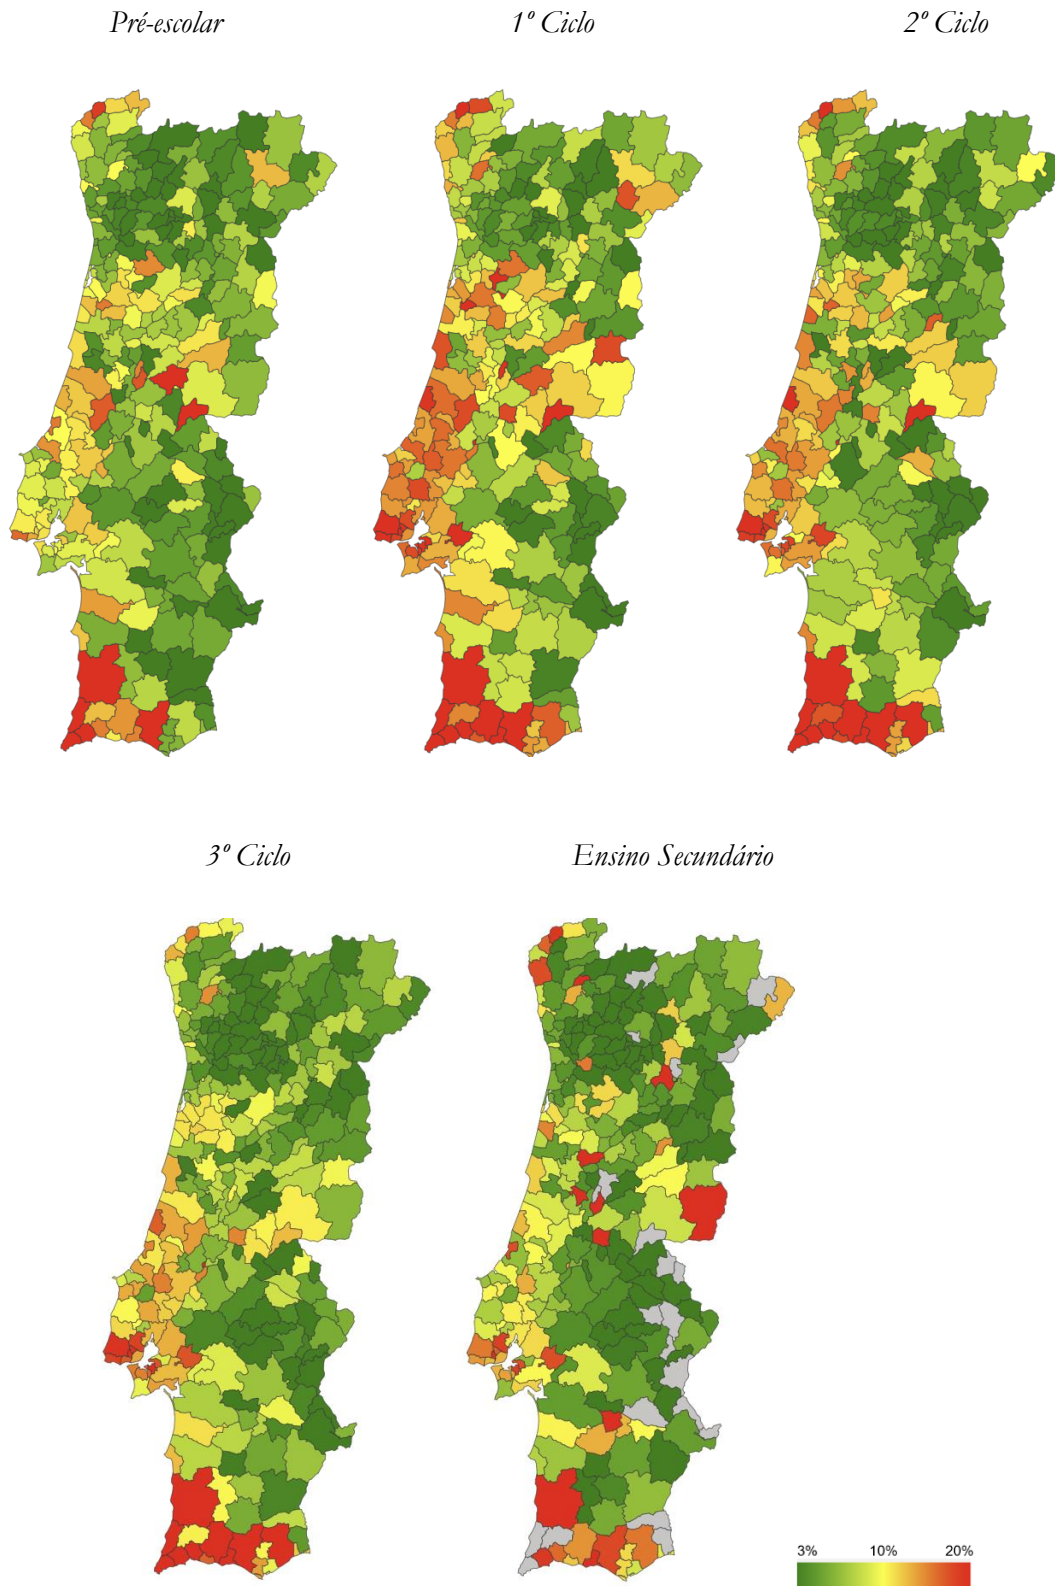 Pré-escolar
1º Ciclo
2º Ciclo
3º Ciclo
Ensino Secundário
3% 10% 20%